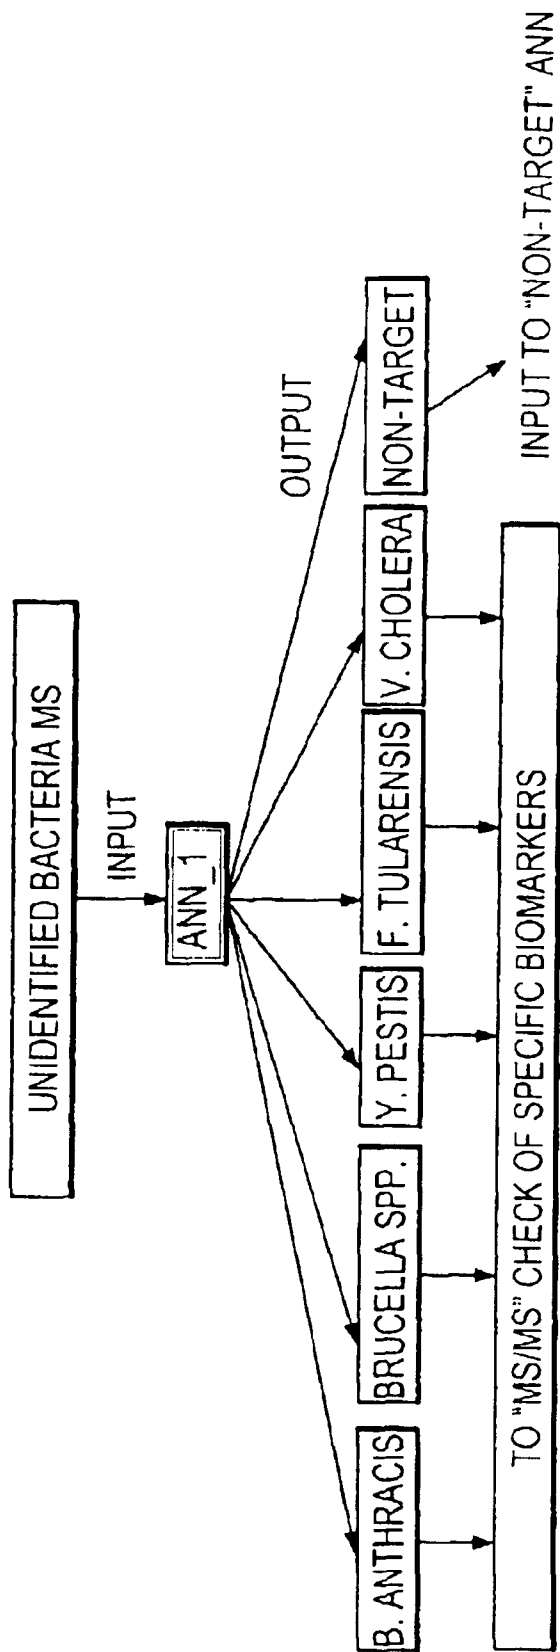 UNIDENTIFIED BACTERIA MS
INPUT
ANN_1
OUTPUT
B. ANTHRACIS
BRUCELLA SPP.
Y. PESTIS
F. TULARENSIS
V. CHOLERA
NON-TARGET
TO "MS/MS" CHECK OF SPECIFIC BIOMARKERS
INPUT TO "NON-TARGET" ANN